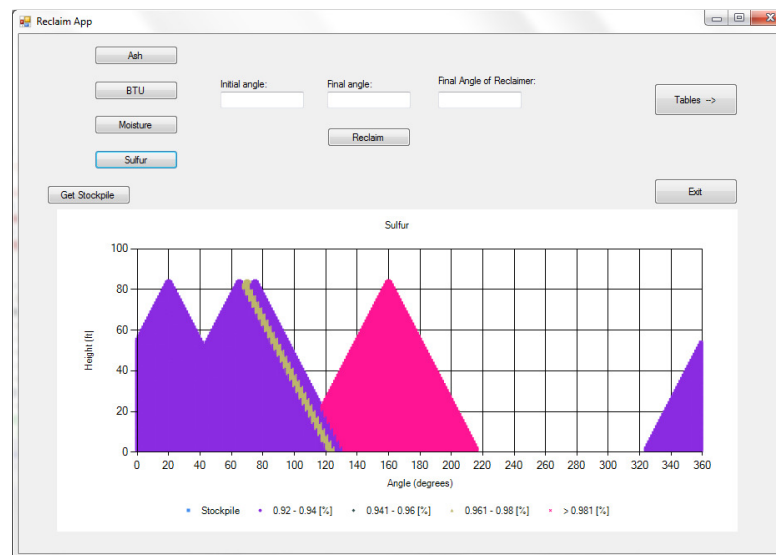 Reclaim App
Ash
BTU
Moisture
Sulfur
Get Stockpile
Initial angle:
Final angle:
Final Angle of Reclaimer:
Reclaim
Tables -->
Exit
Sulfur
Height [ft]
100
80
60
40
20
0
0 20 40 60 80 100 120 140 160 180 200 220 240 260 280 300 320 340 360
Angle (degrees)
Stockpile 0.92 - 0.94 [%] 0.941 - 0.96 [%] 0.961 - 0.98 [%] > 0.981 [%]